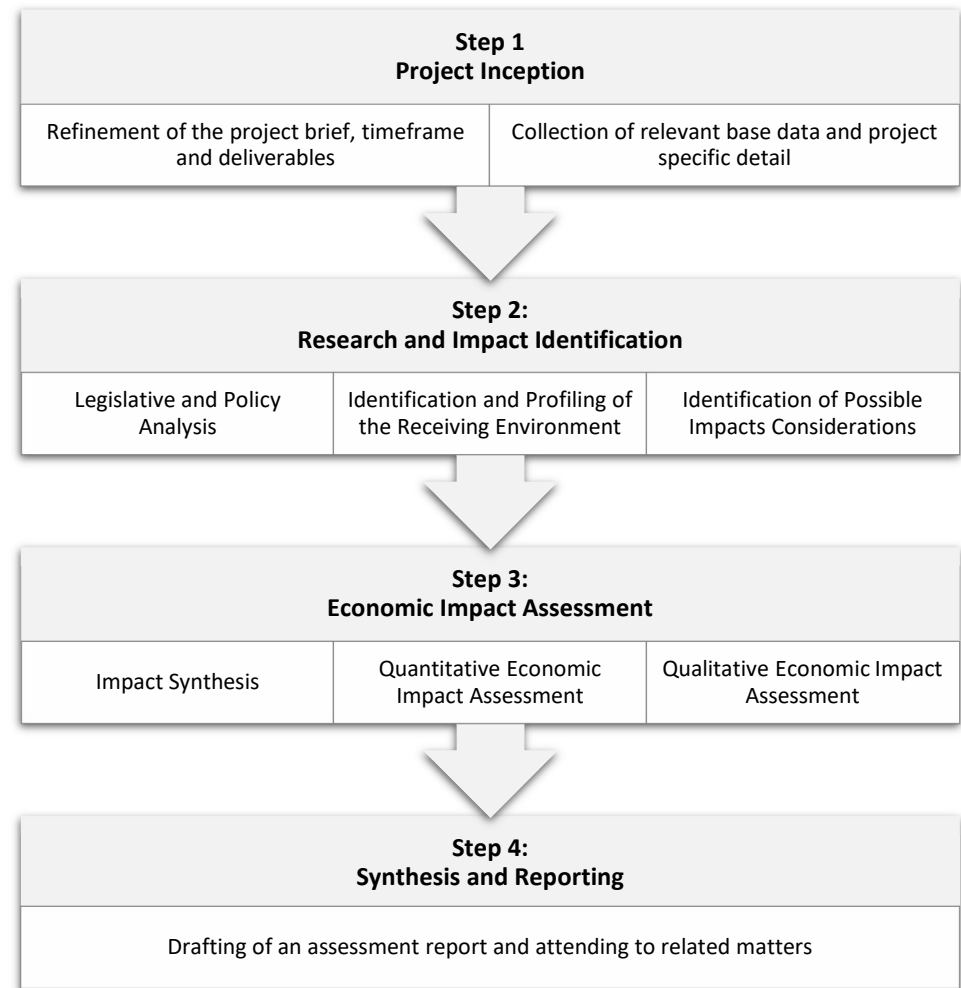 Step 1
Project Inception
Refinement of the project brief, timeframe
and deliverables
Collection of relevant base data and project
specific detail
Step 2:
Research and Impact Identification
Legislative and Policy
Analysis
Identification and Profiling of
the Receiving Environment
Identification of Possible
Impacts Considerations
Step 3:
Economic Impact Assessment
Impact Synthesis
Quantitative Economic
Impact Assessment
Qualitative Economic Impact
Assessment
Step 4:
Synthesis and Reporting
Drafting of an assessment report and attending to related matters